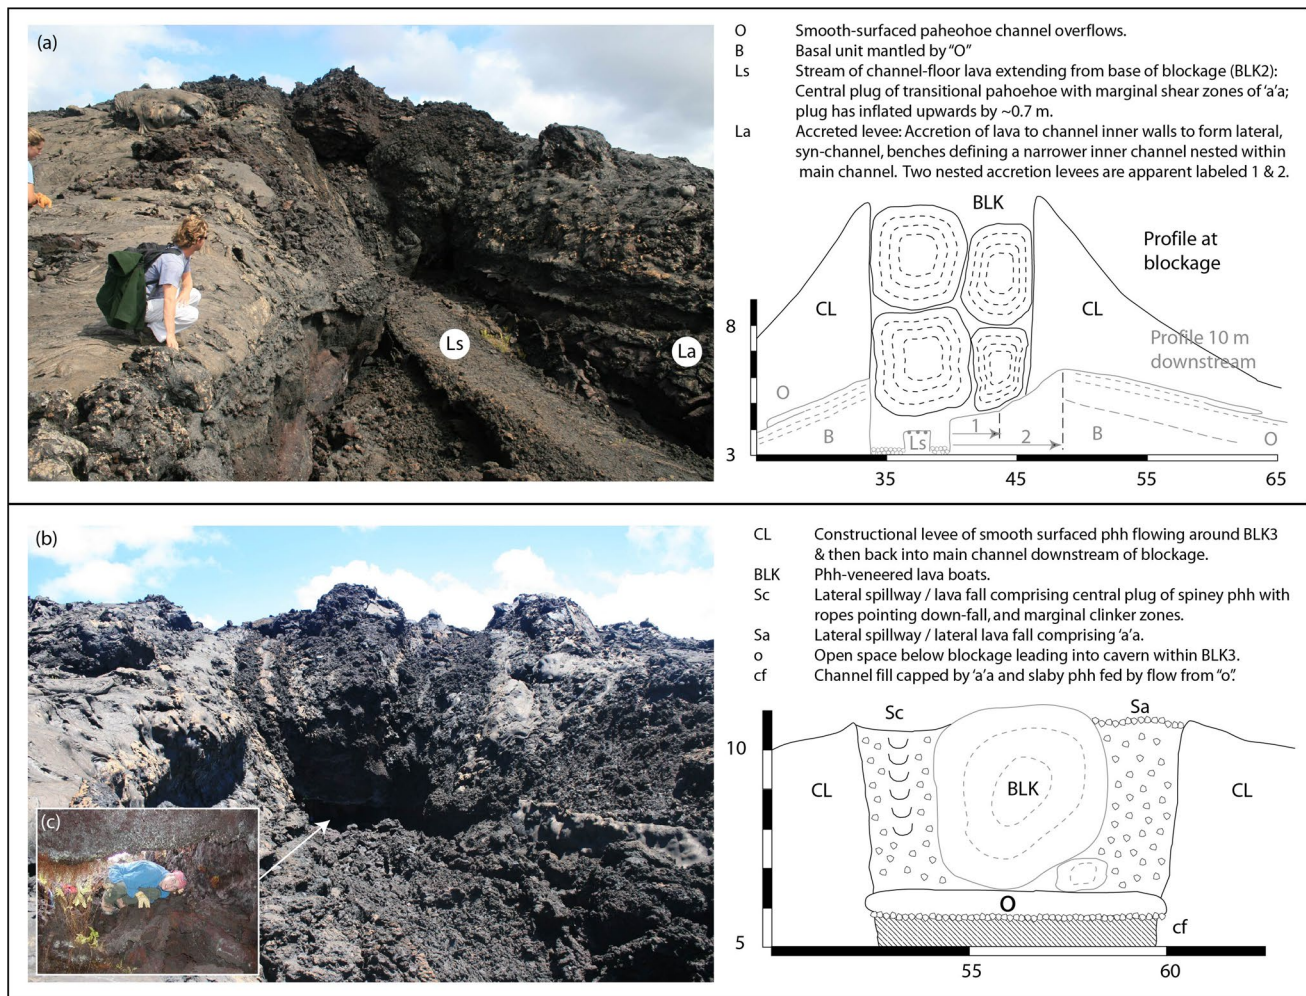 (a)
Ls
La
O Smooth-surfaced paheohoe channel overflows.
B Basal unit mantled by “O”
Ls Stream of channel-floor lava extending from base of blockage (BLK2):
Central plug of transitional pahoehoe with marginal shear zones of ‘a’a;
plug has inflated upwards by ~0.7 m.
La Accreted levee: Accretion of lava to channel inner walls to form lateral,
syn-channel, benches defining a narrower inner channel nested within
main channel. Two nested accretion levees are apparent labeled 1 & 2.
BLK
Profile at
blockage
CL
CL
8
Profile 10 m
downstream
O
B
1
Ls
2
B
O
3
35
45
55
65
(b)
(c)
CL Constructional levee of smooth surfaced phh flowing around BLK3
& then back into main channel downstream of blockage.
BLK Phh-veneered lava boats.
Sc Lateral spillway / lava fall comprising central plug of spiney phh with
ropes pointing down-fall, and marginal clinker zones.
Sa Lateral spillway / lateral lava fall comprising ‘a’a.
o Open space below blockage leading into cavern within BLK3.
cf Channel fill capped by ‘a’a and slaby phh fed by flow from “o”.
Sc
Sa
10
CL
BLK
CL
O
cf
5
55
60